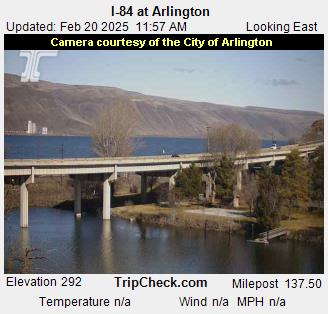 I-84 at Arlington
Updated: Feb 20 2025 11:57 AM Looking East
Camera courtesy of the City of Arlington
Elevation 292 TripCheck.com Milepost 137.50
Temperature n/a Wind n/a MPH n/a